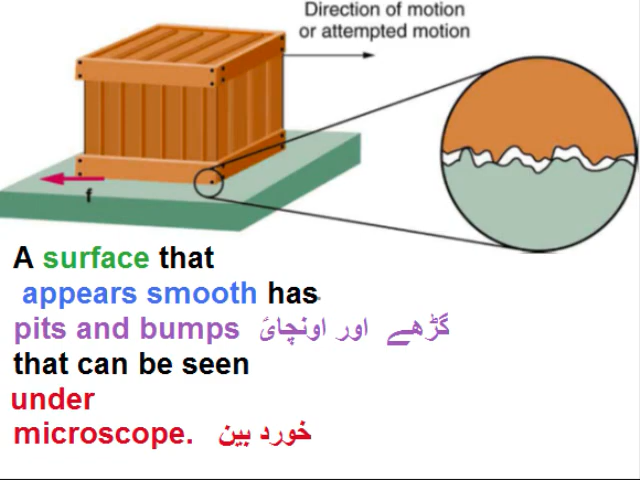 Direction of motion
or attempted motion
f
A surface that
appears smooth has
pits and bumps گڑھے اور اونچائ
that can be seen
under
microscope. خورد بین